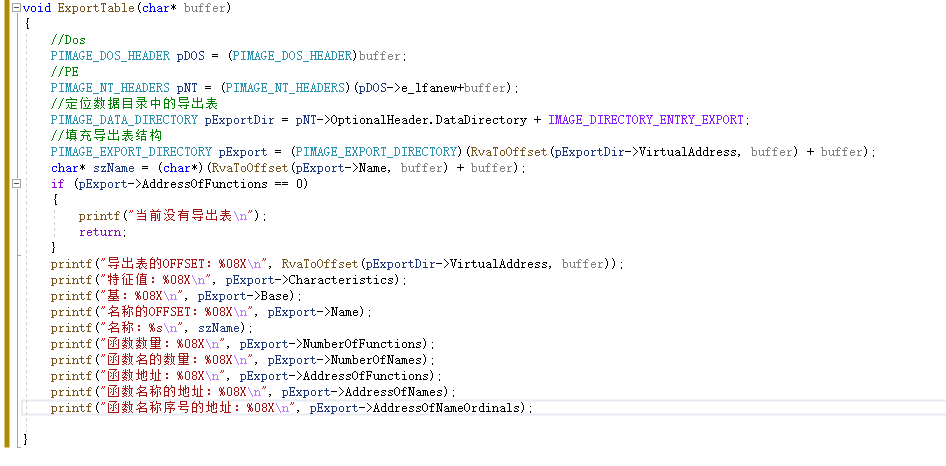 void ExportTable(char* buffer)
{
//Dos
PIMAGE_DOS_HEADER pDOS = (PIMAGE_DOS_HEADER)buffer;
//PE
PIMAGE_NT_HEADERS pNT = (PIMAGE_NT_HEADERS)(pDOS->e_lfanew+buffer);
//定位数据目录中的导出表
PIMAGE_DATA_DIRECTORY pExportDir = pNT->OptionalHeader.DataDirectory + IMAGE_DIRECTORY_ENTRY_EXPORT;
//填充导出表结构
PIMAGE_EXPORT_DIRECTORY pExport = (PIMAGE_EXPORT_DIRECTORY)(RvaToOffset(pExportDir->VirtualAddress, buffer) + buffer);
char* szName = (char*)(RvaToOffset(pExport->Name, buffer) + buffer);
if (pExport->AddressOfFunctions == 0)
{
printf("当前没有导出表\n");
return;
}
printf("导出表的OFFSET：%08X\n", RvaToOffset(pExportDir->VirtualAddress, buffer));
printf("特征值：%08X\n", pExport->Characteristics);
printf("基：%08X\n", pExport->Base);
printf("名称的OFFSET：%08X\n", pExport->Name);
printf("名称：%s\n", szName);
printf("函数数量：%08X\n", pExport->NumberOfFunctions);
printf("函数名的数量：%08X\n", pExport->NumberOfNames);
printf("函数地址：%08X\n", pExport->AddressOfFunctions);
printf("函数名称的地址：%08X\n", pExport->AddressOfNames);
printf("函数名称序号的地址：%08X\n", pExport->AddressOfNameOrdinals);
}